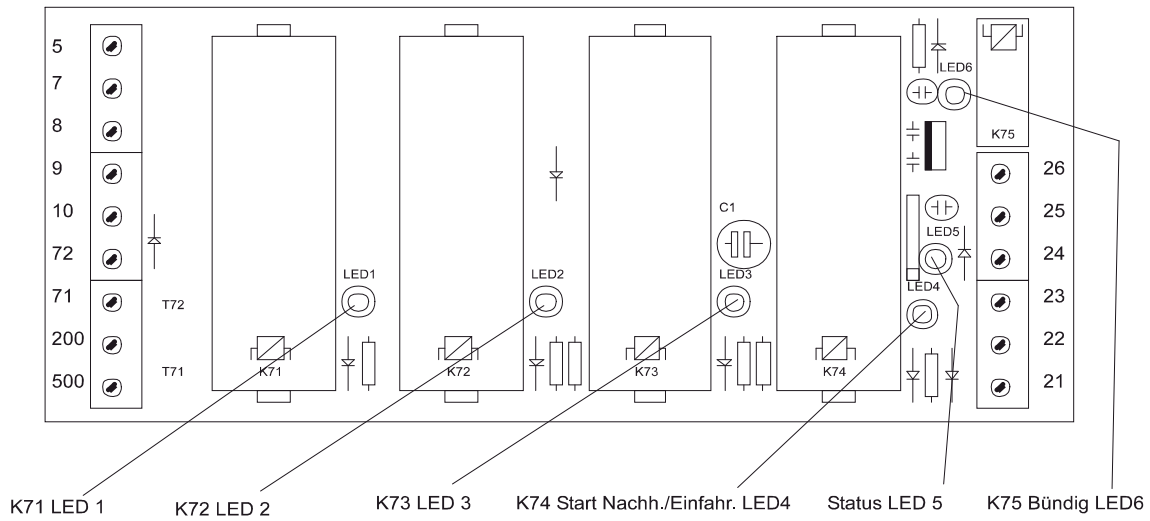 5
7
8
9
10
72
71
200
500
T72
T71
K71
LED1
K72
LED2
C1
LED3
K73
K74
LED6
K75
LED5
LED4
26
25
24
23
22
21
K71 LED 1
K72 LED 2
K73 LED 3
K74 Start Nachh./Einfahr. LED4
Status LED 5
K75 Bündig LED6